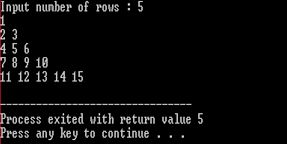 Input number of rows : 5
1
2 3
4 5 6
7 8 9 10
11 12 13 14 15
--------------------------------
Process exited with return value 5
Press any key to continue . . .